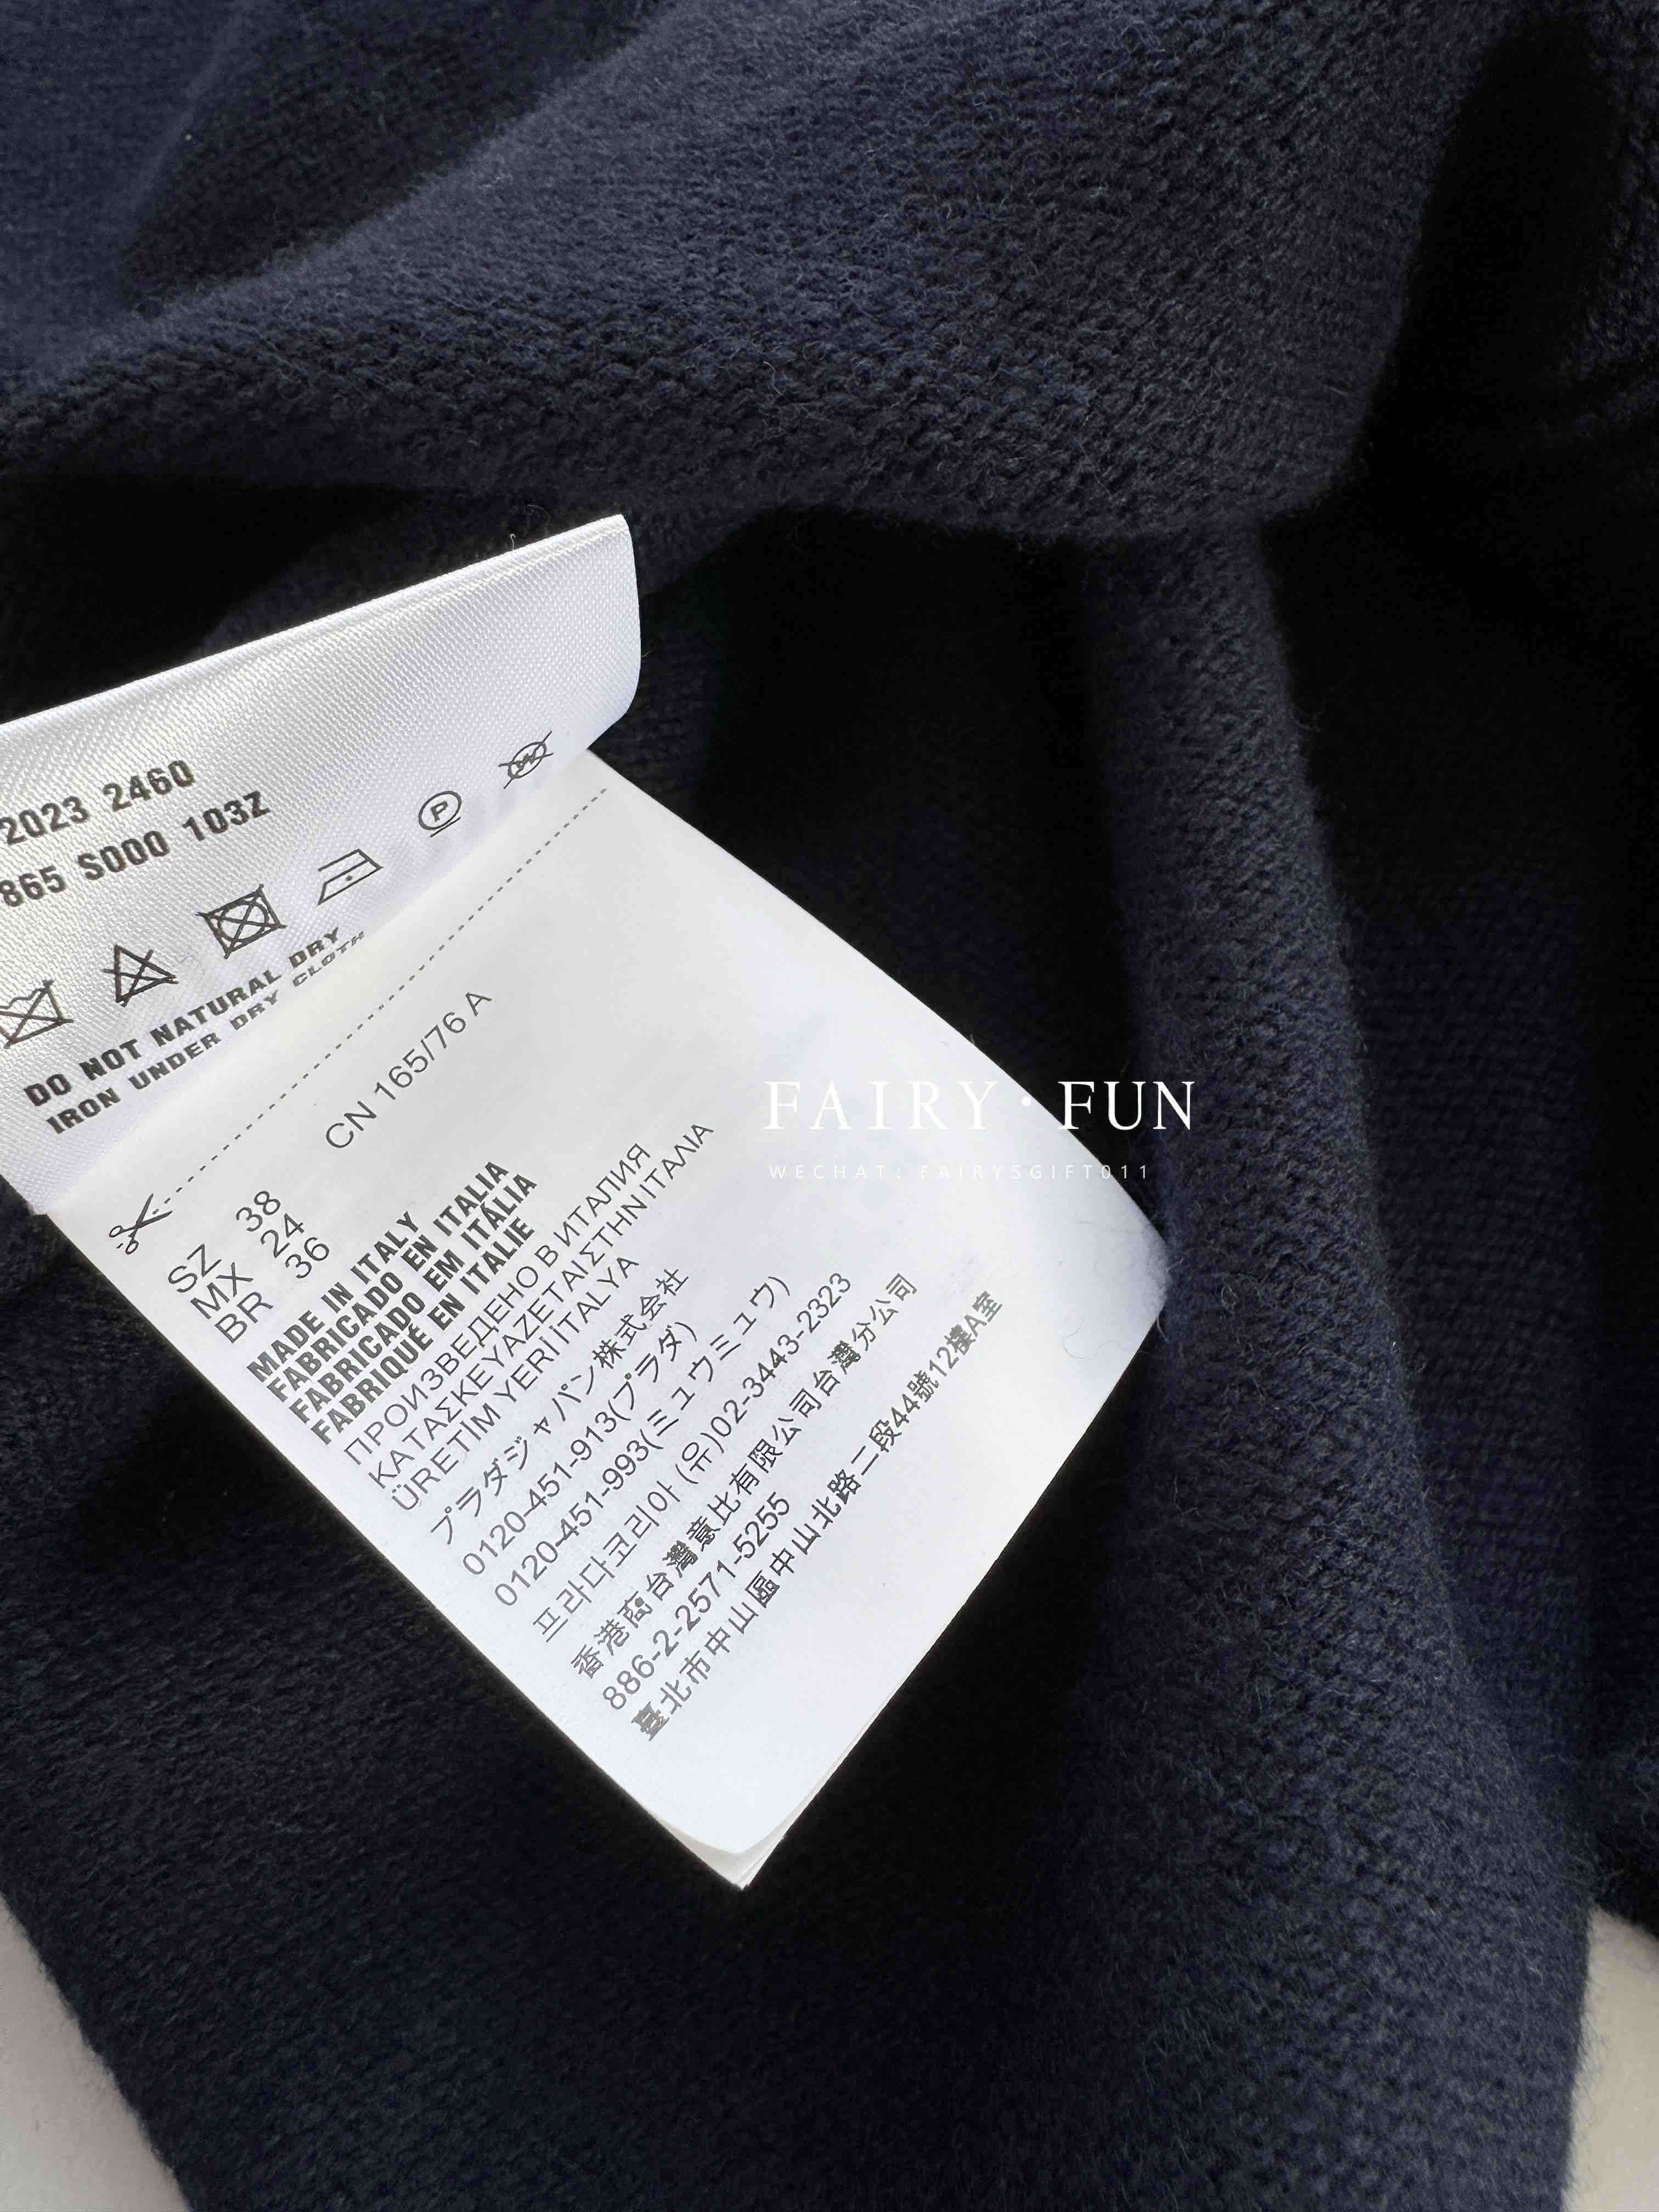 2023 2460
865 S000 103Z
DO NOT NATURAL DRY
IRON UNDER DRY CLOTH
CN 165/76 A
SZ 38
MX 24
BR 36
MADE IN ITALY
FABRICADO EN ITALIA
FABRICADO EM ITÁLIA
FABRIQUÉ EN ITALIE
ПРОИЗВЕДЕНО В ИТАЛИЯ
ΚΑΤΑΣΚΕΥΑΖΕΤΑΙ ΣΤΗΝ ΙΤΑΛΙΑ
ÜRETİM YERİ İTALYA
プラダジャパン株式会社
0120-451-913(プラダ)
0120-451-993(ミュウミュウ)
프라다코리아 (유)02-3443-2323
香港商台灣意比有限公司台灣分公司
886-2-2571-5255
臺北市中山區中山北路二段44號12樓A室
FAIRY·FUN
WECHAT: FAIRYSGIFT011